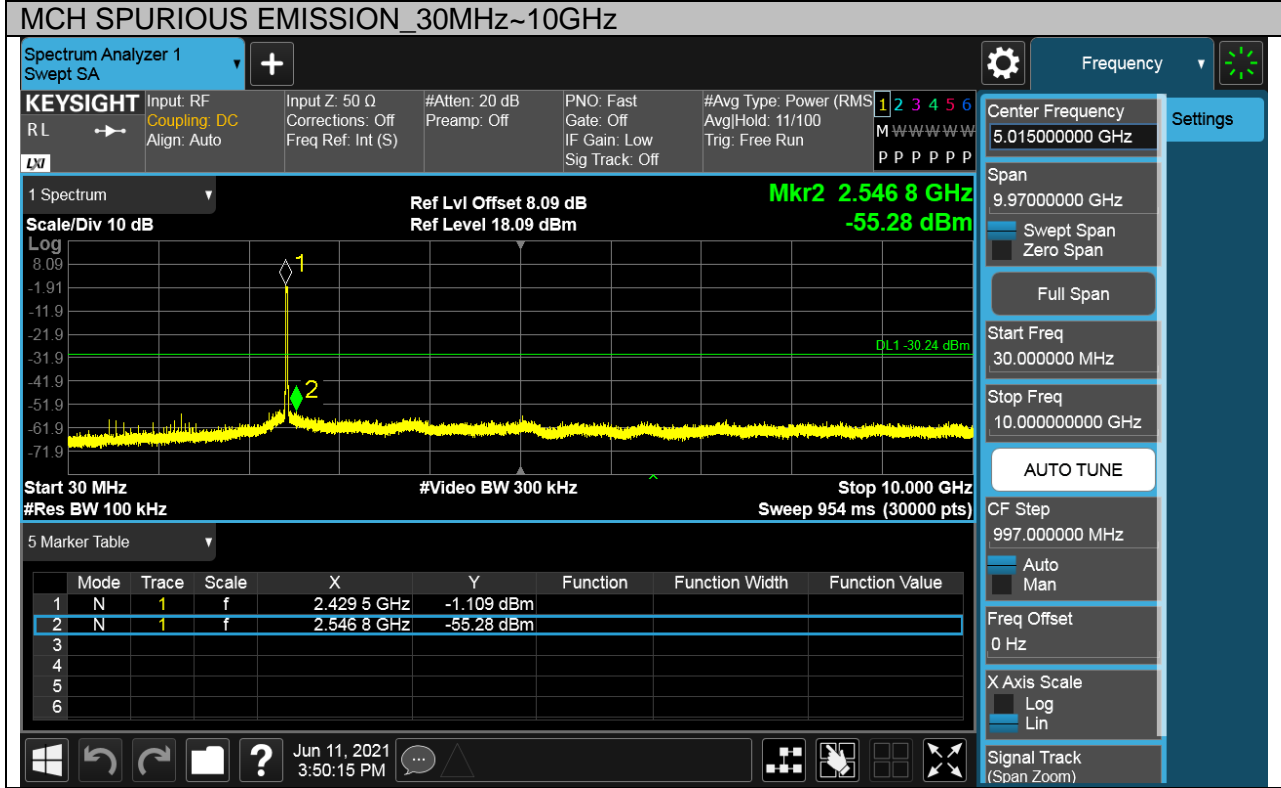 MCH SPURIOUS EMISSION_30MHz~10GHz
Spectrum Analyzer 1
Swept SA
+
Frequency
KEYSIGHT
RL
LXI
Input: RF
Coupling: DC
Align: Auto
Input Z: 50 Ω
Corrections: Off
Freq Ref: Int (S)
#Atten: 20 dB
Preamp: Off
PNO: Fast
Gate: Off
IF Gain: Low
Sig Track: Off
#Avg Type: Power (RMS
Avg|Hold: 11/100
Trig: Free Run
1 2 3 4 5 6
M W W W W W
P P P P P P
1 Spectrum
Scale/Div 10 dB
Ref Lvl Offset 8.09 dB
Ref Level 18.09 dBm
Mkr2 2.546 8 GHz
-55.28 dBm
Log
8.09
-1.91
-11.9
-21.9
-31.9
-41.9
-51.9
-61.9
-71.9
1
2
DL1 -30.24 dBm
Start 30 MHz
#Res BW 100 kHz
#Video BW 300 kHz
Stop 10.000 GHz
Sweep 954 ms (30000 pts)
5 Marker Table
Mode Trace Scale X Y Function Function Width Function Value
1 N 1 f 2.429 5 GHz -1.109 dBm
2 N 1 f 2.546 8 GHz -55.28 dBm
3
4
5
6
?
Jun 11, 2021
3:50:15 PM
Center Frequency
5.015000000 GHz
Settings
Span
9.97000000 GHz
Swept Span
Zero Span
Full Span
Start Freq
30.000000 MHz
Stop Freq
10.000000000 GHz
AUTO TUNE
CF Step
997.000000 MHz
Auto
Man
Freq Offset
0 Hz
X Axis Scale
Log
Lin
Signal Track
(Span Zoom)